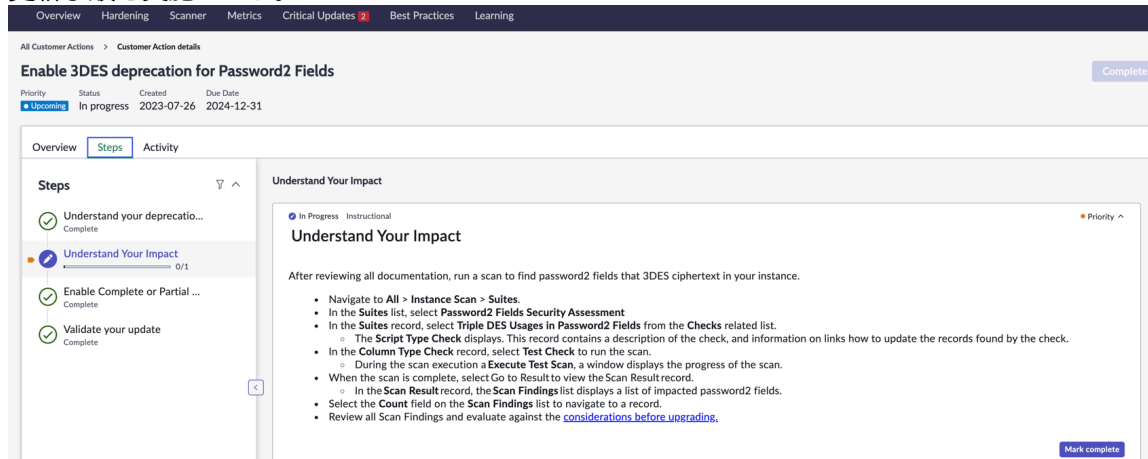 Overview Hardening Scanner Metrics Critical Updates 2 Best Practices Learning
All Customer Actions > Customer Action details
Enable 3DES deprecation for Password2 Fields
Complete
Priority Status Created Due Date
Upcoming In progress 2023-07-26 2024-12-31
Overview Steps Activity
Steps
Understand your deprecatio...
Complete
Understand Your Impact
0/1
Enable Complete or Partial ...
Complete
Validate your update
Complete
Understand Your Impact
In Progress Instructional
Priority
Understand Your Impact
After reviewing all documentation, run a scan to find password2 fields that 3DES ciphertext in your instance.
• Navigate to All > Instance Scan > Suites.
• In the Suites list, select Password2 Fields Security Assessment
• In the Suites record, select Triple DES Usages in Password2 Fields from the Checks related list.
◦ The Script Type Check displays. This record contains a description of the check, and information on links how to update the records found by the check.
• In the Column Type Check record, select Test Check to run the scan.
◦ During the scan execution a Execute Test Scan, a window displays the progress of the scan.
• When the scan is complete, select Go to Result to view the Scan Result record.
◦ In the Scan Result record, the Scan Findings list displays a list of impacted password2 fields.
• Select the Count field on the Scan Findings list to navigate to a record.
• Review all Scan Findings and evaluate against the considerations before upgrading.
Mark complete